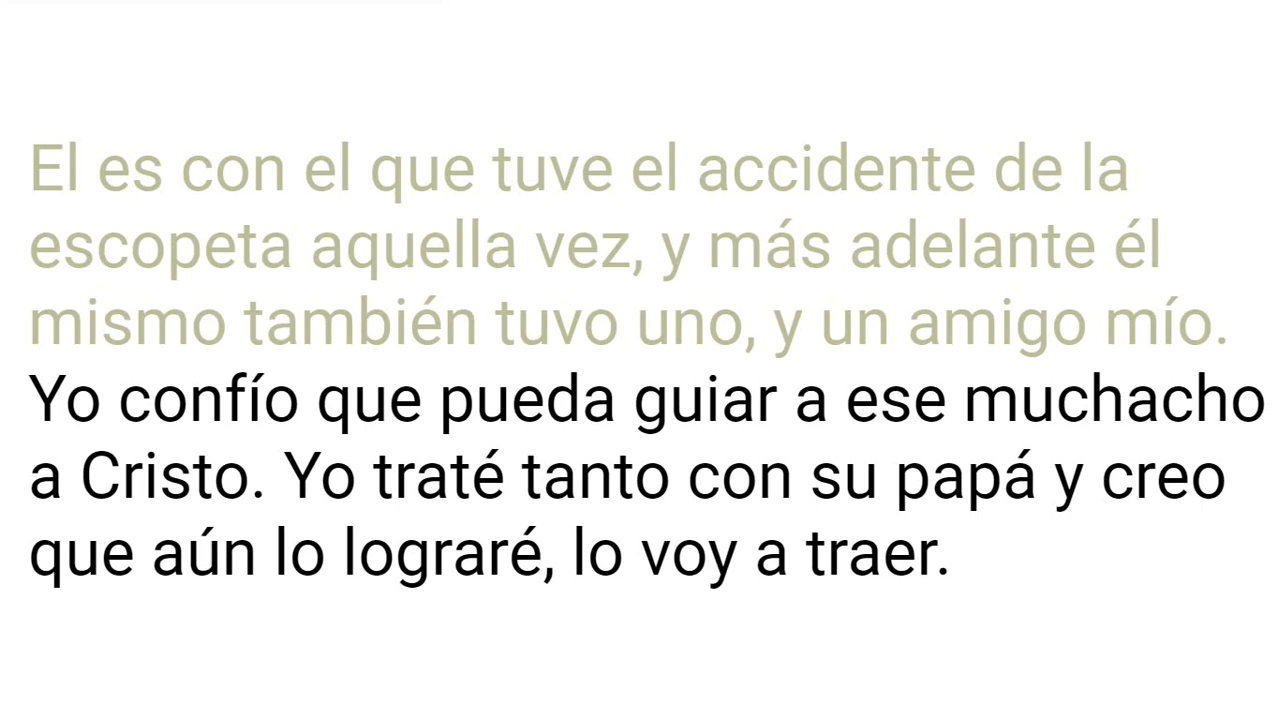 El es con el que tuve el accidente de la
escopeta aquella vez, y más adelante él
mismo también tuvo uno, y un amigo mío.
Yo confío que pueda guiar a ese muchacho
a Cristo. Yo traté tanto con su papá y creo
que aún lo lograré, lo voy a traer.